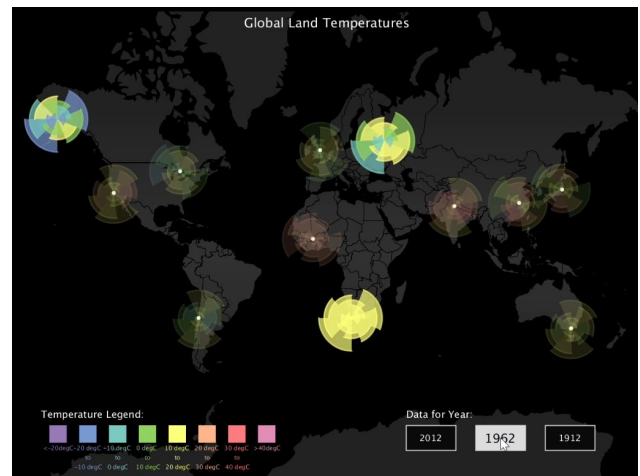 Global Land Temperatures
Temperature Legend:
<-20degC
-20 degC
to
-10 degC
-10 degC
to
0 degC
0 degC
to
10 degC
10 degC
to
20 degC
20 degC
to
30 degC
30 degC
to
40 degC
>40degC
Data for Year:
2012
1962
1912